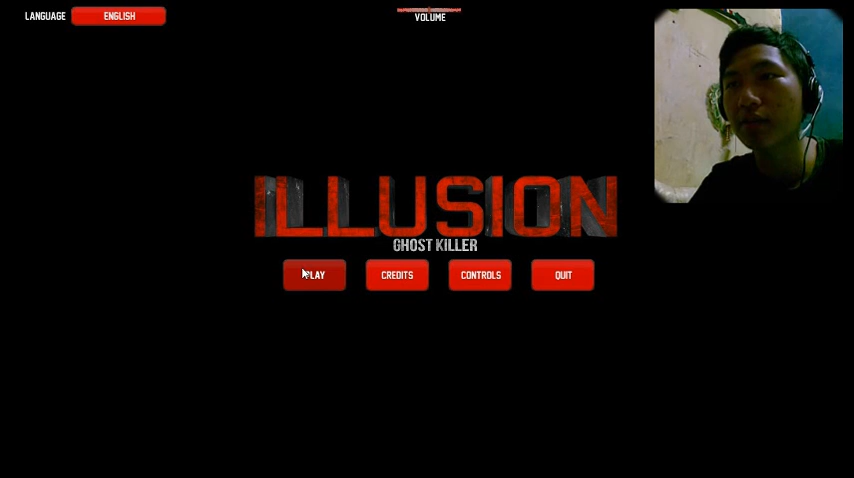 LANGUAGE ENGLISH
VOLUME
ILLUSION
GHOST KILLER
PLAY CREDITS CONTROLS QUIT